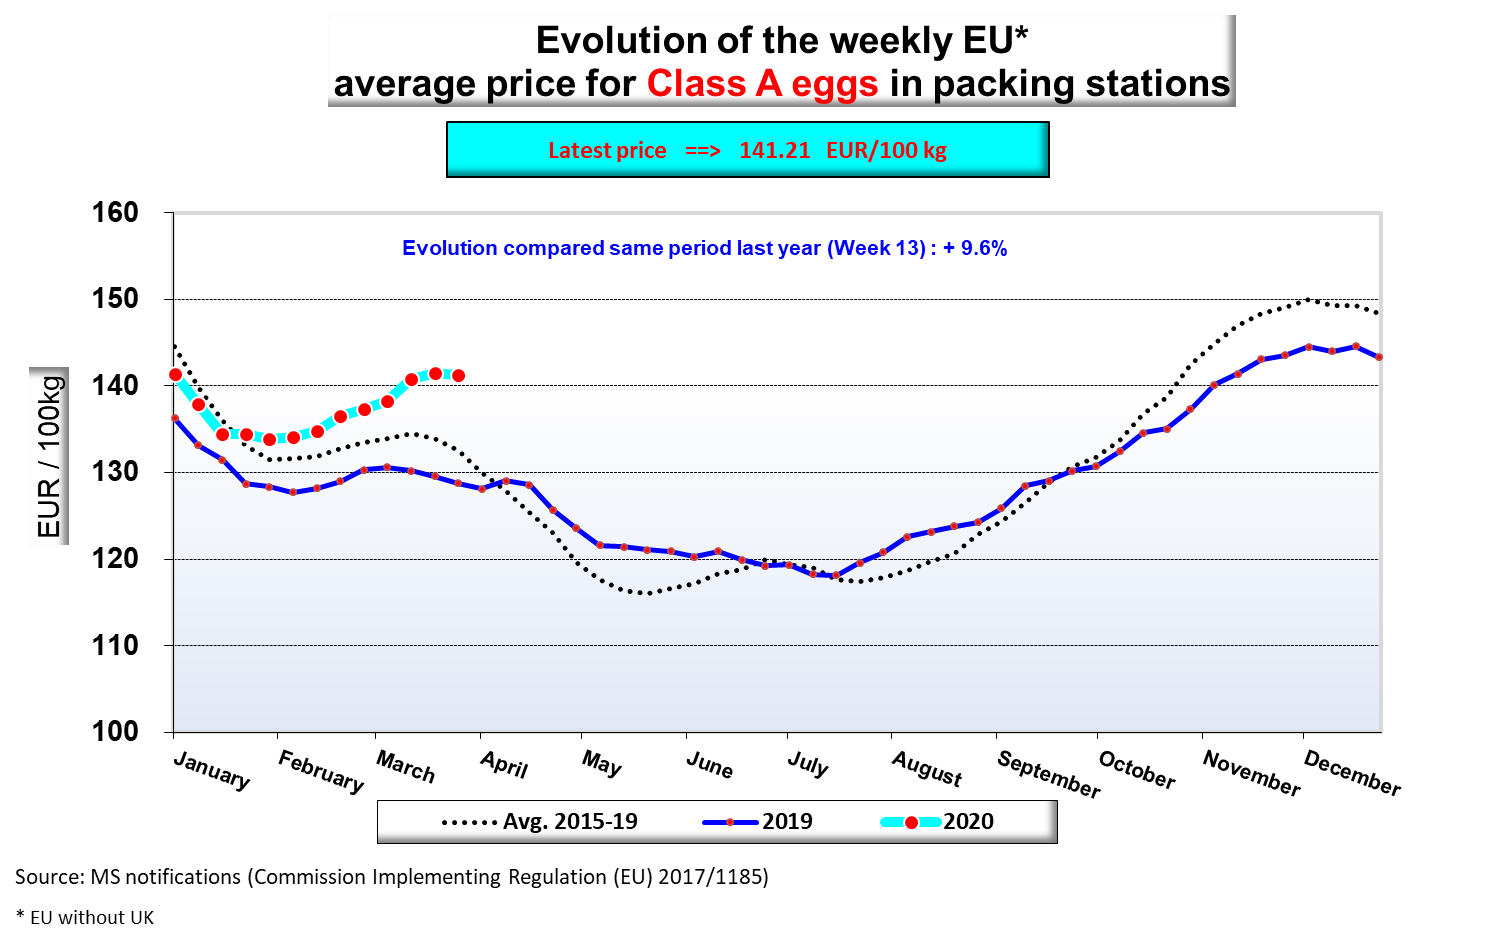 Evolution of the weekly EU*
average price for Class A eggs in packing stations
Latest price ==> 141.21 EUR/100 kg
Evolution compared same period last year (Week 13) : + 9.6%
EUR / 100kg
160
150
140
130
120
110
100
January
February
March
April
May
June
July
August
September
October
November
December
Avg. 2015-19
2019
2020
Source: MS notifications (Commission Implementing Regulation (EU) 2017/1185)
* EU without UK